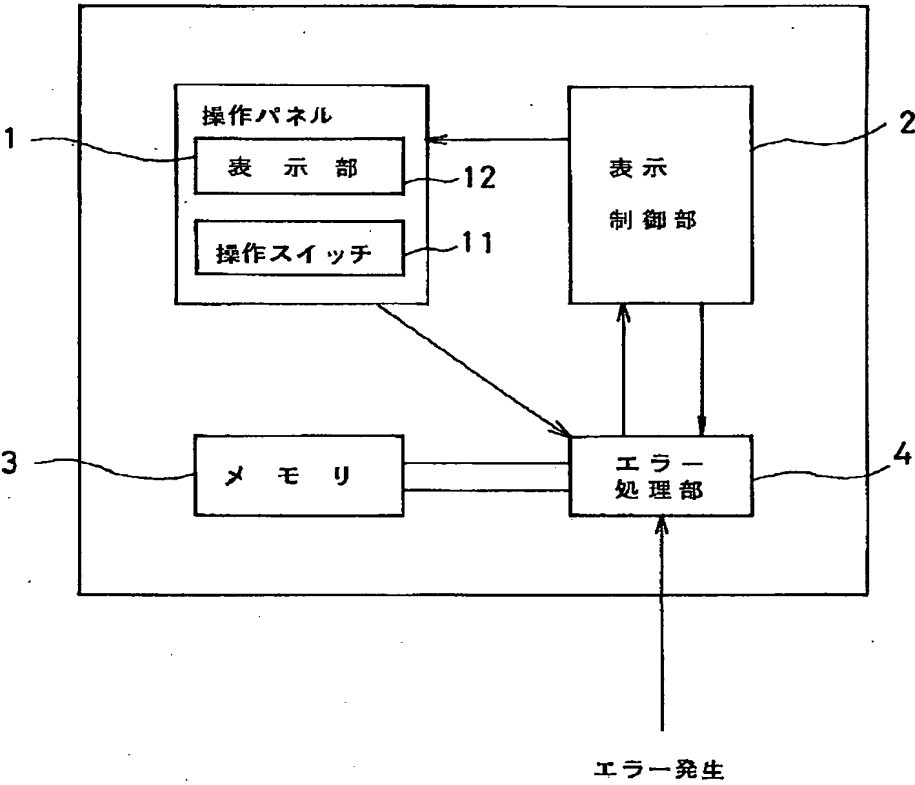 操作パネル
1
表示部
12
操作スイッチ
11
2
表示
制御部
3
メモリ
エラー
処理部
4
エラー発生